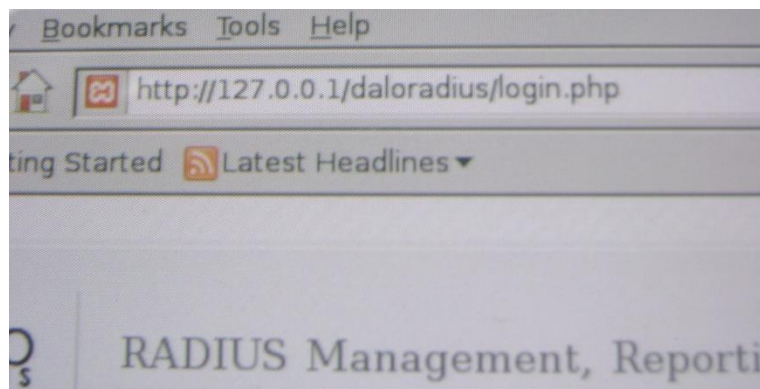 Bookmarks Tools Help
http://127.0.0.1/daloradius/login.php
ting Started Latest Headlines
RADIUS Management, Reporti